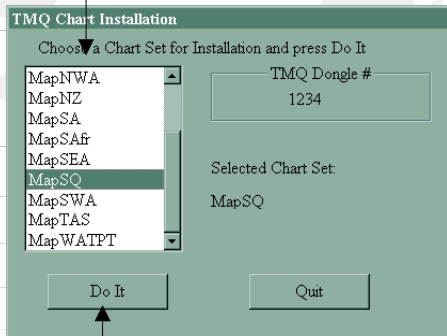 TMQ Chart Installation
Choose a Chart Set for Installation and press Do It
MapNWA
MapNZ
MapSA
MapSAfr
MapSEA
MapSQ
MapSWA
MapTAS
MapWATPT
TMQ Dongle #
1234
Selected Chart Set:
MapSQ
Do It
Quit